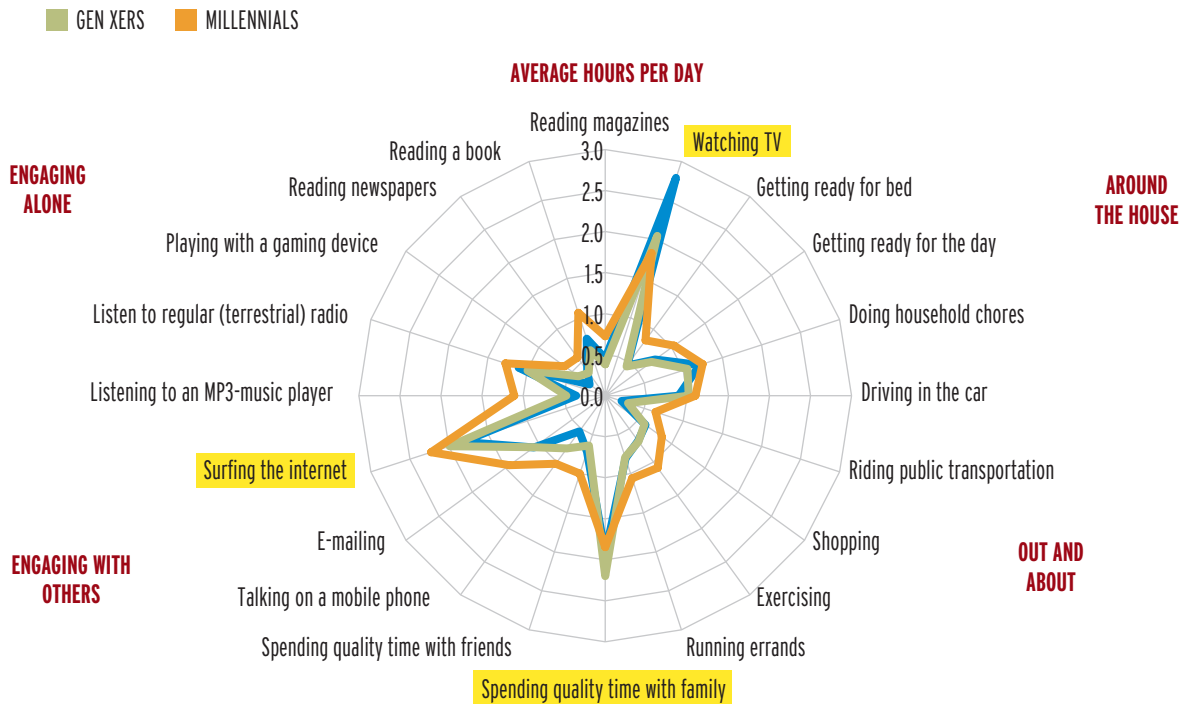 GEN XERS MILLENNIALS
AVERAGE HOURS PER DAY
Reading magazines
Watching TV
Getting ready for bed
Getting ready for the day
Doing household chores
Driving in the car
Riding public transportation
Shopping
Exercising
Running errands
Spending quality time with family
Spending quality time with friends
Talking on a mobile phone
E-mailing
Surfing the internet
Listening to an MP3-music player
Listen to regular (terrestrial) radio
Playing with a gaming device
Reading newspapers
Reading a book
3.0
2.5
2.0
1.5
1.0
0.5
0.0
ENGAGING
ALONE
AROUND
THE HOUSE
ENGAGING WITH
OTHERS
OUT AND
ABOUT